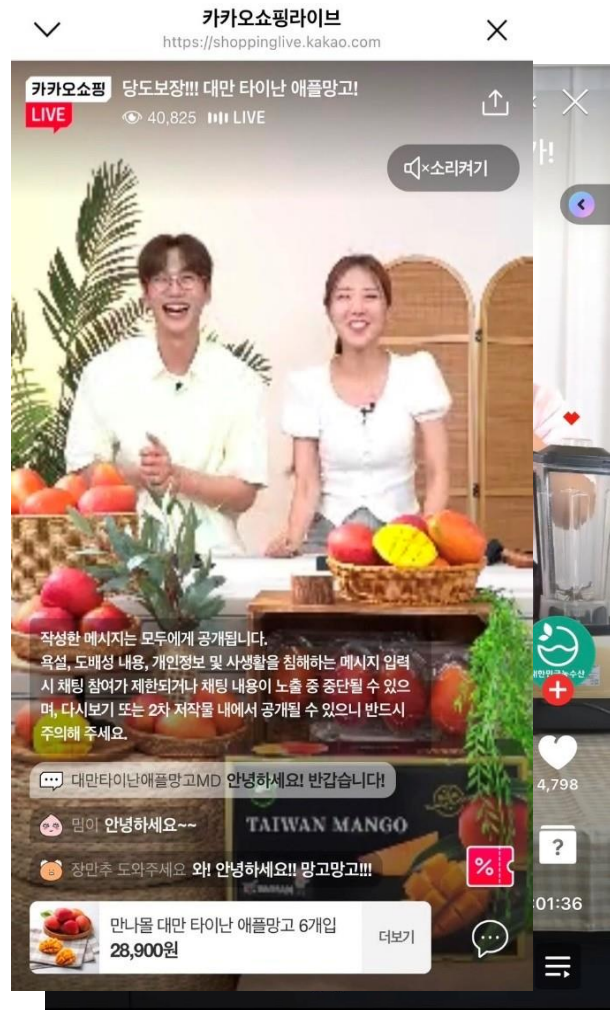 카카오쇼핑라이브
https://shoppinglive.kakao.com
카카오쇼핑
LIVE
당도보장!!! 대만 타이난 애플망고!
40,825 LIVE
소리켜기
작성한 메시지는 모두에게 공개됩니다.
욕설, 도배성 내용, 개인정보 및 사생활을 침해하는 메시지 입력
시 채팅 참여가 제한되거나 채팅 내용이 노출 중 중단될 수 있으
며, 다시보기 또는 2차 저작물 내에서 공개될 수 있으니 반드시
주의해 주세요.
대만타이난애플망고MD 안녕하세요! 반갑습니다!
밈이 안녕하세요~~
TAIWAN MANGO
장만추 도와주세요 와! 안녕하세요!! 망고망고!!!
%
만나몰 대만 타이난 애플망고 6개입
28,900원
더보기
4,798
?
:01:36